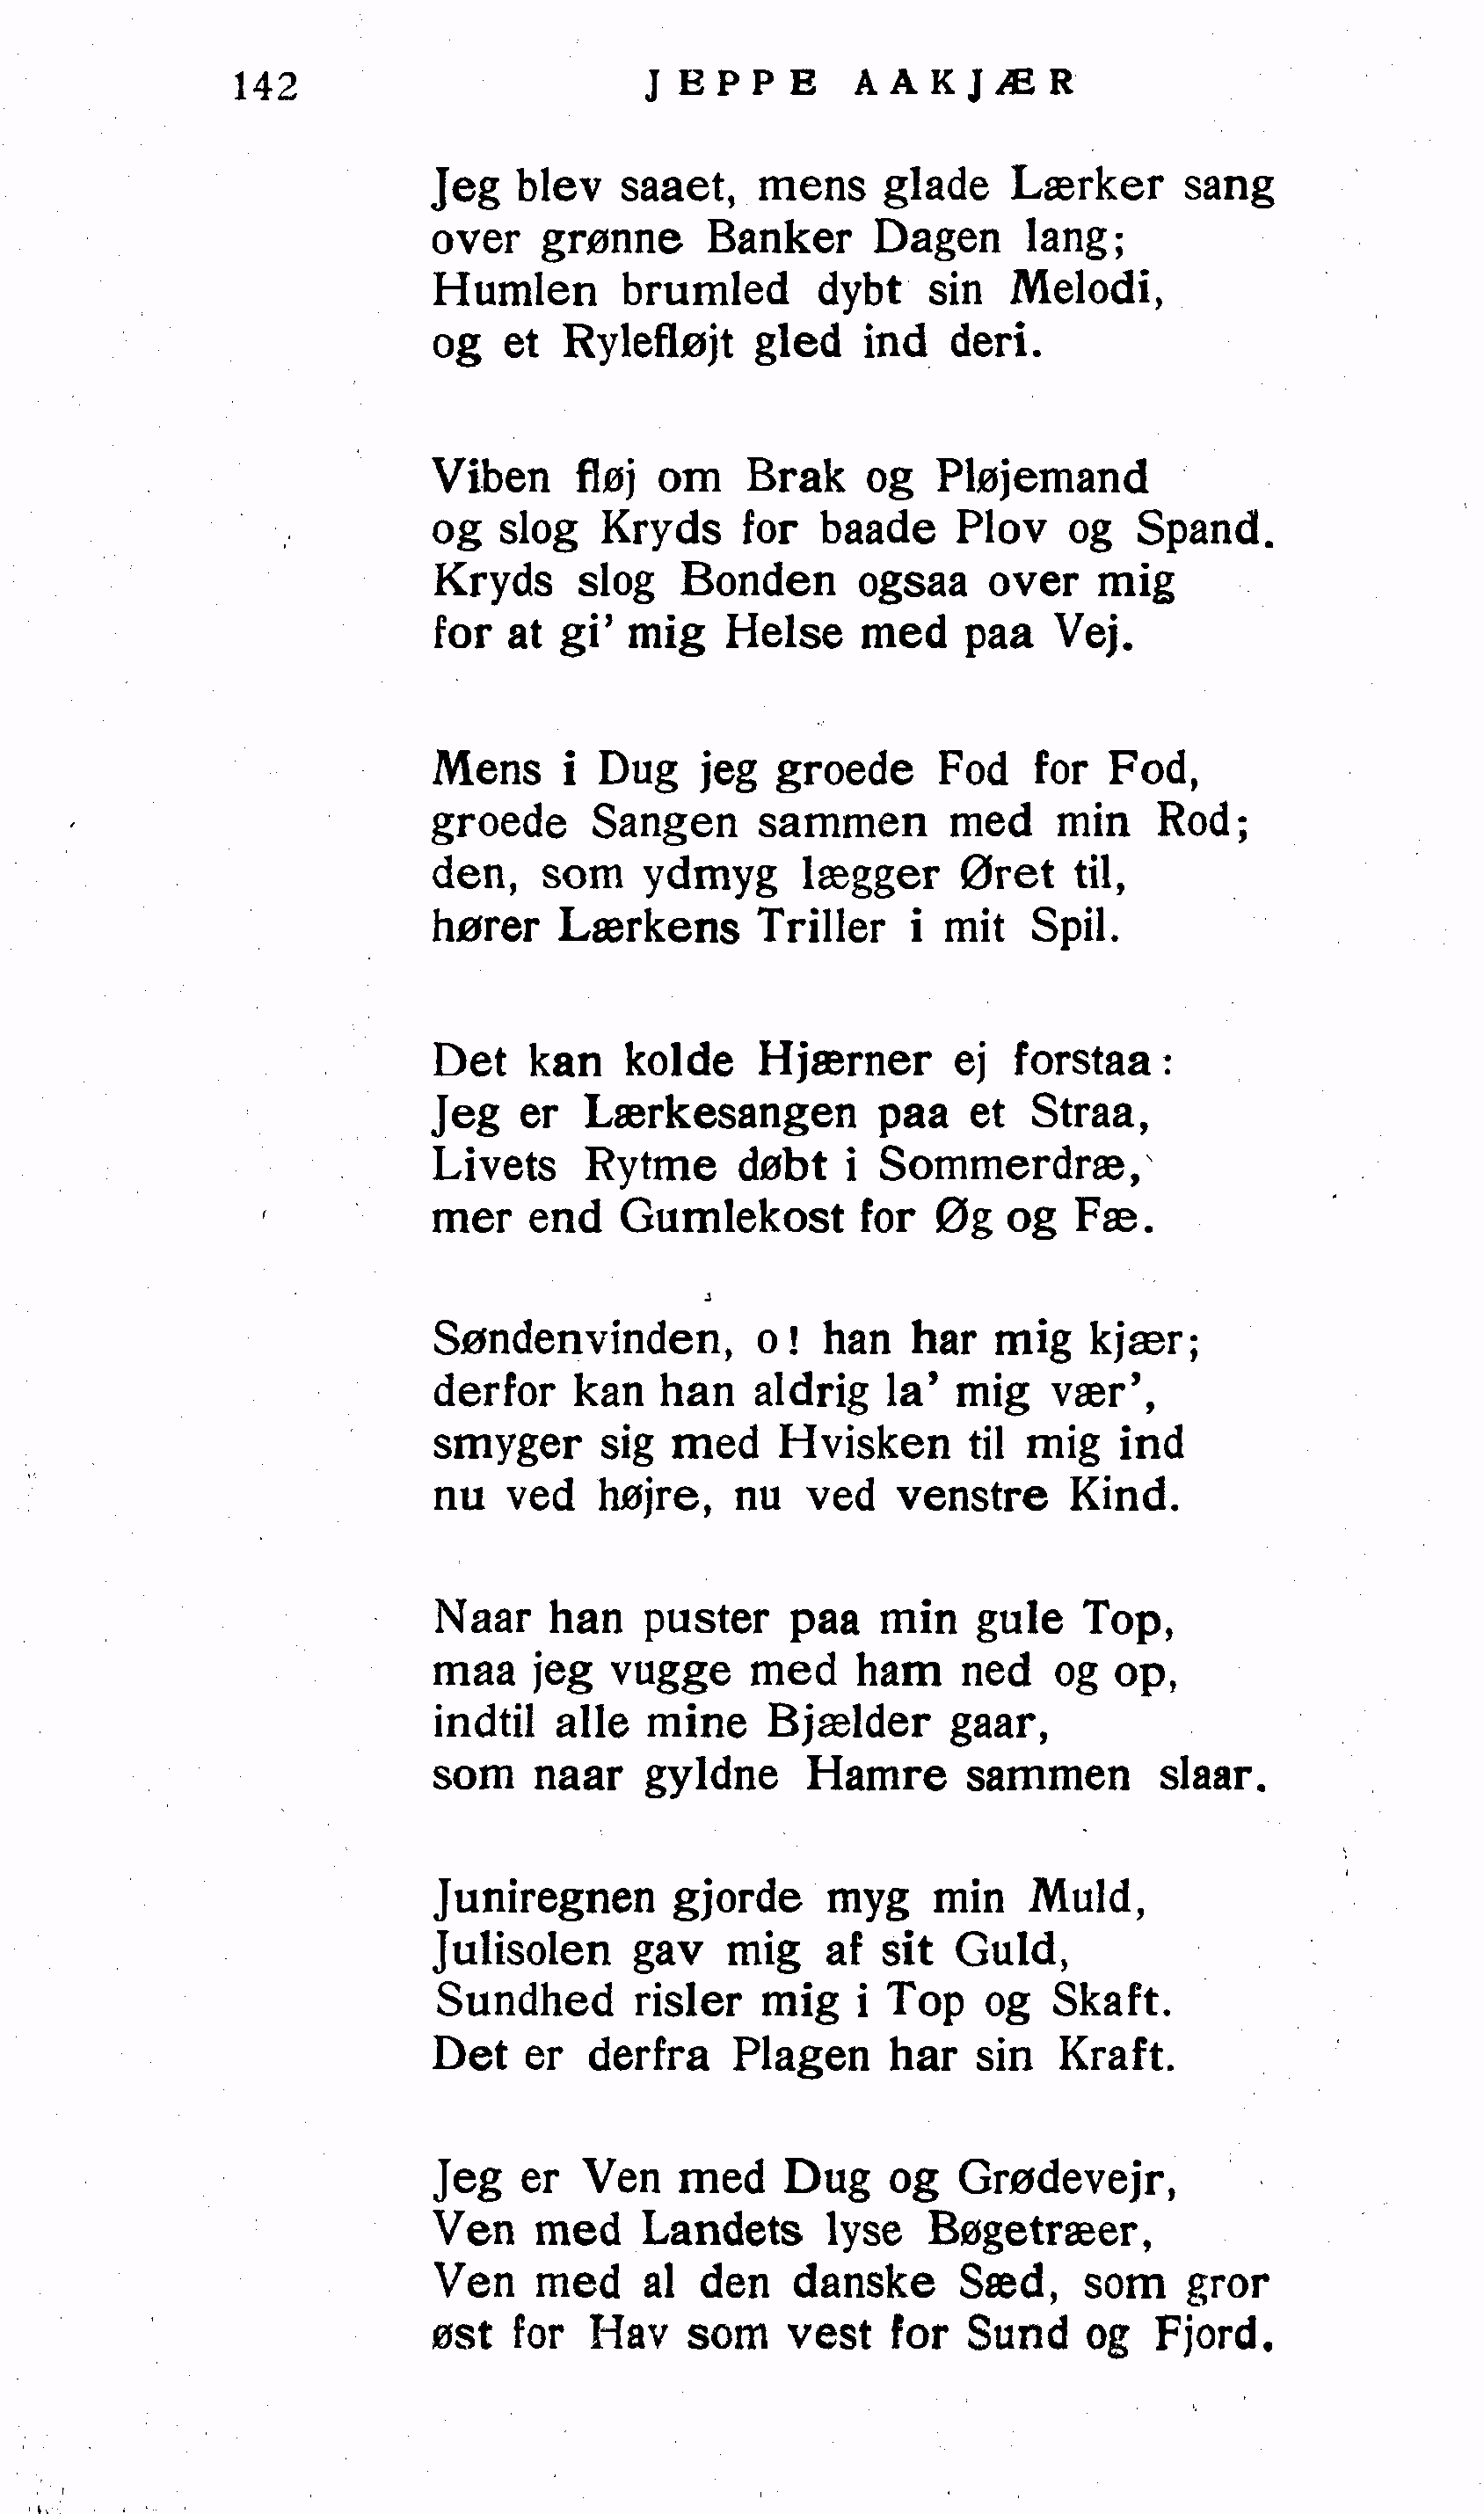 142 JEPPE AAKJÆR
Jeg blev saaet, mens glade Lærker sang
over grønne Banker Dagen lang;
Humlen brumled dybt sin Melodi,
og et Rylefløjt gled ind deri.
Viben fløj om Brak og Pløjemand
og slog Kryds for baade Plov og Spand.
Kryds slog Bonden ogsaa over mig
for at gi’ mig Helse med paa Vej.
Mens i Dug jeg groede Fod for Fod,
groede Sangen sammen med min Rod;
den, som ydmyg lægger Øret til,
hører Lærkens Triller i mit Spil.
Det kan kolde Hjærner ej forstaa:
Jeg er Lærkesangen paa et Straa,
Livets Rytme døbt i Sommerdræ,
mer end Gumlekost for Øg og Fæ.
Søndenvinden, o! han har mig kjær;
derfor kan han aldrig la’ mig vær’,
smyger sig med Hvisken til mig ind
nu ved højre, nu ved venstre Kind.
Naar han puster paa min gule Top,
maa jeg vugge med ham ned og op,
indtil alle mine Bjælder gaar,
som naar gyldne Hamre sammen slaar.
Juniregnen gjorde myg min Muld,
Julisolen gav mig af sit Guld,
Sundhed risler mig i Top og Skaft.
Det er derfra Plagen har sin Kraft.
Jeg er Ven med Dug og Grødevejr,
Ven med Landets lyse Bøgetræer,
Ven med al den danske Sæd, som gror
øst for Hav som vest for Sund og Fjord.